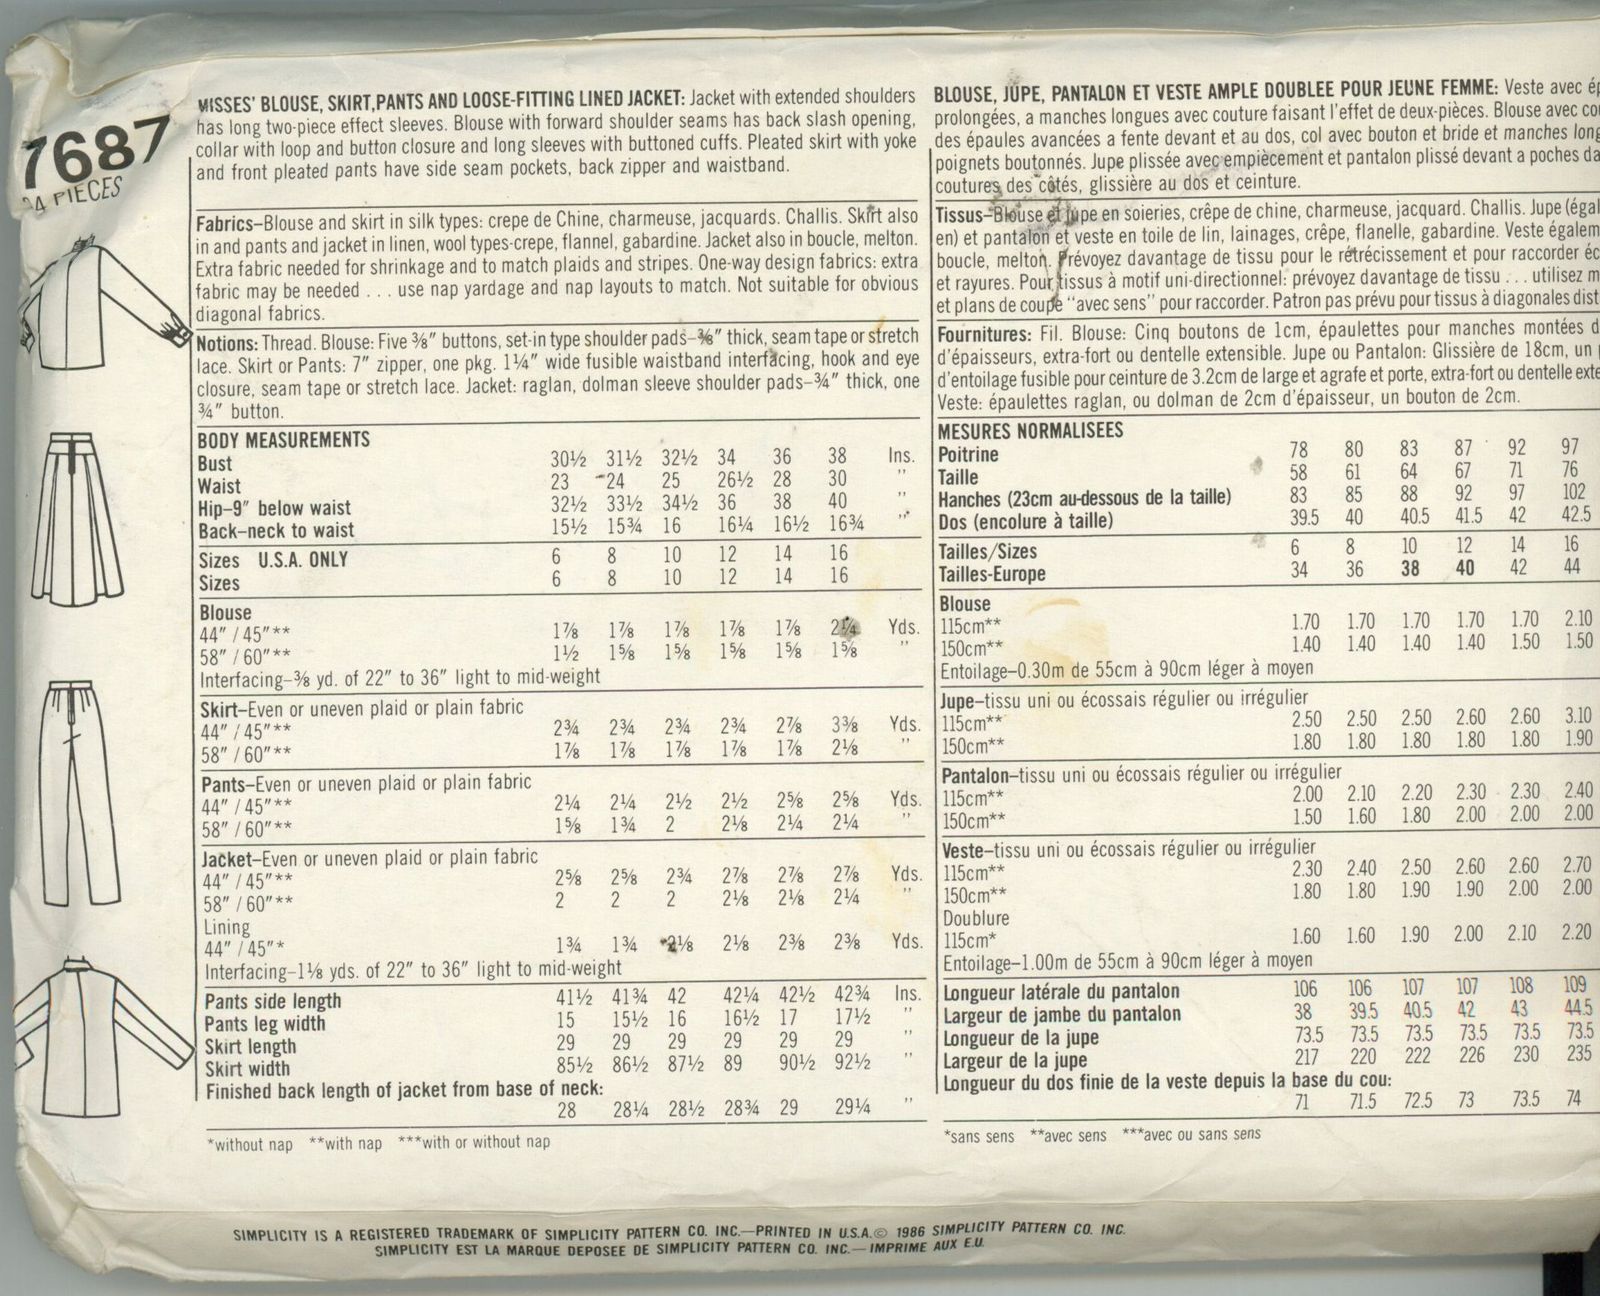 7687
24 PIECES
MISSES' BLOUSE, SKIRT,PANTS AND LOOSE-FITTING LINED JACKET: Jacket with extended shoulders
has long two-piece effect sleeves. Blouse with forward shoulder seams has back slash opening,
collar with loop and button closure and long sleeves with buttoned cuffs. Pleated skirt with yoke
and front pleated pants have side seam pockets, back zipper and waistband.
Fabrics–Blouse and skirt in silk types: crepe de Chine, charmeuse, jacquards. Challis. Skirt also
in and pants and jacket in linen, wool types-crepe, flannel, gabardine. Jacket also in boucle, melton.
Extra fabric needed for shrinkage and to match plaids and stripes. One-way design fabrics: extra
fabric may be needed . . . use nap yardage and nap layouts to match. Not suitable for obvious
diagonal fabrics.
Notions: Thread. Blouse: Five ⅜" buttons, set-in type shoulder pads–⅜" thick, seam tape or stretch
lace. Skirt or Pants: 7" zipper, one pkg. 1¼" wide fusible waistband interfacing, hook and eye
closure, seam tape or stretch lace. Jacket: raglan, dolman sleeve shoulder pads–¾" thick, one
¾" button.
BODY MEASUREMENTS
Bust 30½ 31½ 32½ 34 36 38 Ins.
Waist 23 24 25 26½ 28 30 "
Hip–9" below waist 32½ 33½ 34½ 36 38 40 "
Back–neck to waist 15½ 15¾ 16 16¼ 16½ 16¾ "
Sizes U.S.A. ONLY 6 8 10 12 14 16
Sizes 6 8 10 12 14 16
Blouse
44" / 45"** 1⅞ 1⅞ 1⅞ 1⅞ 1⅞ 2¼ Yds.
58" / 60"** 1½ 1⅝ 1⅝ 1⅝ 1⅝ 1⅝ "
Interfacing–⅜ yd. of 22" to 36" light to mid-weight
Skirt–Even or uneven plaid or plain fabric
44" / 45"** 2¾ 2¾ 2¾ 2¾ 2⅞ 3⅜ Yds.
58" / 60"** 1⅞ 1⅞ 1⅞ 1⅞ 1⅞ 2⅛ "
Pants–Even or uneven plaid or plain fabric
44" / 45"** 2¼ 2¼ 2½ 2½ 2⅝ 2⅝ Yds.
58" / 60"** 1⅝ 1¾ 2 2⅛ 2¼ 2¼ "
Jacket–Even or uneven plaid or plain fabric
44" / 45"** 2⅝ 2⅝ 2¾ 2⅞ 2⅞ 2⅞ Yds.
58" / 60"** 2 2 2 2⅛ 2⅛ 2¼ "
Lining
44" / 45"* 1¾ 1¾ 2⅛ 2⅛ 2⅜ 2⅜ Yds.
Interfacing–1⅛ yds. of 22" to 36" light to mid-weight
Pants side length 41½ 41¾ 42 42¼ 42½ 42¾ Ins.
Pants leg width 15 15½ 16 16½ 17 17½ "
Skirt length 29 29 29 29 29 29 "
Skirt width 85½ 86½ 87½ 89 90½ 92½ "
Finished back length of jacket from base of neck:
28 28¼ 28½ 28¾ 29 29¼ "
*without nap **with nap ***with or without nap
BLOUSE, JUPE, PANTALON ET VESTE AMPLE DOUBLEE POUR JEUNE FEMME: Veste avec ép
prolongées, a manches longues avec couture faisant l'effet de deux-pièces. Blouse avec cou
des épaules avancées a fente devant et au dos, col avec bouton et bride et manches long
poignets boutonnés. Jupe plissée avec empiècement et pantalon plissé devant a poches da
coutures des côtés, glissière au dos et ceinture.
Tissus–Blouse et jupe en soieries, crêpe de chine, charmeuse, jacquard. Challis. Jupe (égal
en) et pantalon et veste en toile de lin, lainages, crêpe, flanelle, gabardine. Veste égalem
boucle, melton. Prévoyez davantage de tissu pour le rétrécissement et pour raccorder éc
et rayures. Pour tissus à motif uni-directionnel: prévoyez davantage de tissu . . . utilisez m
et plans de coupe "avec sens" pour raccorder. Patron pas prévu pour tissus à diagonales dist
Fournitures: Fil. Blouse: Cinq boutons de 1cm, épaulettes pour manches montées d
d'épaisseurs, extra-fort ou dentelle extensible. Jupe ou Pantalon: Glissière de 18cm, un
d'entoilage fusible pour ceinture de 3.2cm de large et agrafe et porte, extra-fort ou dentelle exte
Veste: épaulettes raglan, ou dolman de 2cm d'épaisseur, un bouton de 2cm.
MESURES NORMALISEES
Poitrine 78 80 83 87 92 97
Taille 58 61 64 67 71 76
Hanches (23cm au-dessous de la taille) 83 85 88 92 97 102
Dos (encolure à taille) 39.5 40 40.5 41.5 42 42.5
Tailles/Sizes 6 8 10 12 14 16
Tailles-Europe 34 36 38 40 42 44
Blouse
115cm** 1.70 1.70 1.70 1.70 1.70 2.10
150cm** 1.40 1.40 1.40 1.40 1.50 1.50
Entoilage–0.30m de 55cm à 90cm léger à moyen
Jupe–tissu uni ou écossais régulier ou irrégulier
115cm** 2.50 2.50 2.50 2.60 2.60 3.10
150cm** 1.80 1.80 1.80 1.80 1.80 1.90
Pantalon–tissu uni ou écossais régulier ou irrégulier
115cm** 2.00 2.10 2.20 2.30 2.30 2.40
150cm** 1.50 1.60 1.80 2.00 2.00 2.00
Veste–tissu uni ou écossais régulier ou irrégulier
115cm** 2.30 2.40 2.50 2.60 2.60 2.70
150cm** 1.80 1.80 1.90 1.90 2.00 2.00
Doublure
115cm* 1.60 1.60 1.90 2.00 2.10 2.20
Entoilage–1.00m de 55cm à 90cm léger à moyen
Longueur latérale du pantalon 106 106 107 107 108 109
Largeur de jambe du pantalon 38 39.5 40.5 42 43 44.5
Longueur de la jupe 73.5 73.5 73.5 73.5 73.5 73.5
Largeur de la jupe 217 220 222 226 230 235
Longueur du dos finie de la veste depuis la base du cou:
71 71.5 72.5 73 73.5 74
*sans sens **avec sens ***avec ou sans sens
SIMPLICITY IS A REGISTERED TRADEMARK OF SIMPLICITY PATTERN CO. INC.—PRINTED IN U.S.A.© 1986 SIMPLICITY PATTERN CO. INC.
SIMPLICITY EST LA MARQUE DEPOSEE DE SIMPLICITY PATTERN CO. INC.—IMPRIME AUX E.U.